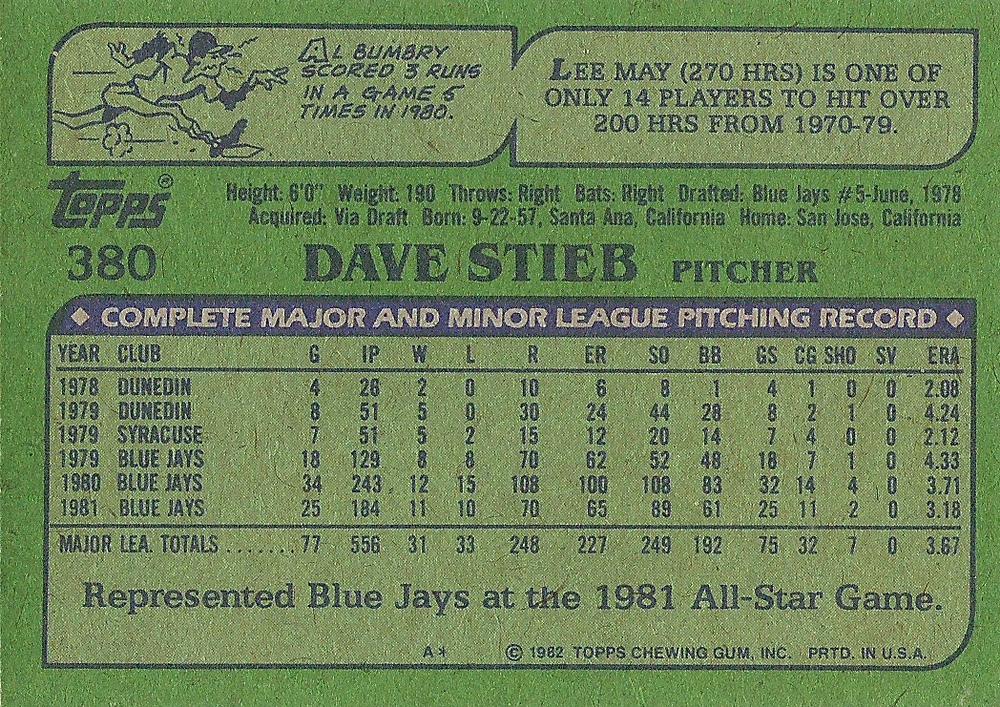 AL BUMBRY
SCORED 3 RUNS
IN A GAME 5
TIMES IN 1980.
LEE MAY (270 HRS) IS ONE OF
ONLY 14 PLAYERS TO HIT OVER
200 HRS FROM 1970-79.
Topps®
Height: 6'0" Weight: 190 Throws: Right Bats: Right Drafted: Blue Jays #5-June, 1978
Acquired: Via Draft Born: 9-22-57, Santa Ana, California Home: San Jose, California
380 DAVE STIEB PITCHER
◆ COMPLETE MAJOR AND MINOR LEAGUE PITCHING RECORD ◆
YEAR CLUB G IP W L R ER SO BB GS CG SHO SV ERA
1978 DUNEDIN 4 26 2 0 10 6 8 1 4 1 0 0 2.08
1979 DUNEDIN 8 51 5 0 30 24 44 28 8 2 1 0 4.24
1979 SYRACUSE 7 51 5 2 15 12 20 14 7 4 0 0 2.12
1979 BLUE JAYS 18 129 8 8 70 62 52 48 18 7 1 0 4.33
1980 BLUE JAYS 34 243 12 15 108 100 108 83 32 14 4 0 3.71
1981 BLUE JAYS 25 184 11 10 70 65 89 61 25 11 2 0 3.18
MAJOR LEA. TOTALS ....... 77 556 31 33 248 227 249 192 75 32 7 0 3.67
Represented Blue Jays at the 1981 All-Star Game.
A* © 1982 TOPPS CHEWING GUM, INC. PRTD. IN U.S.A.